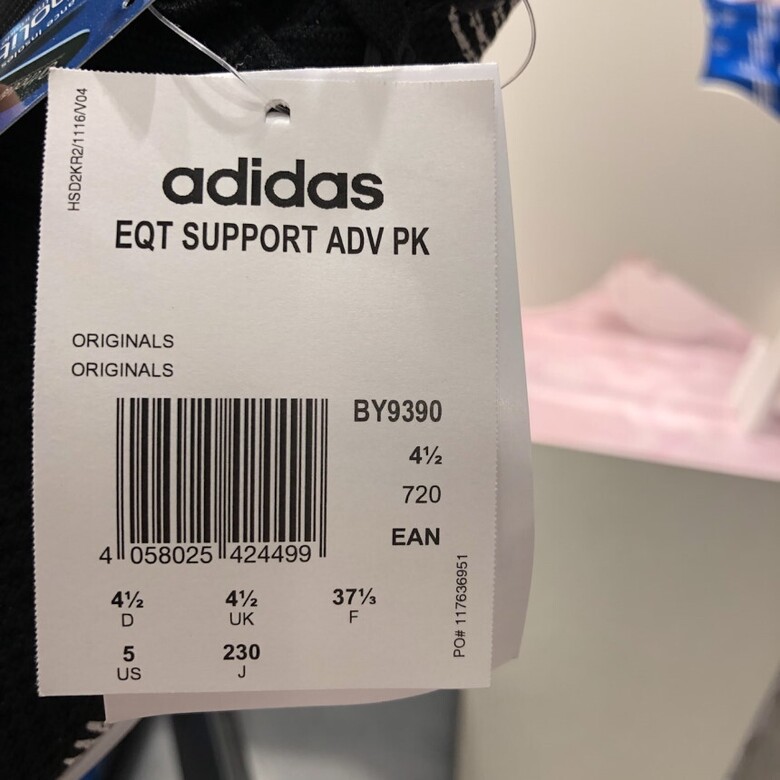 HSD2KR2/1116/V04
adidas
EQT SUPPORT ADV PK
ORIGINALS
ORIGINALS
BY9390
4½
720
EAN
4 058025 424499
4½ 4½ 37⅓
D UK F
5 230
US J
PO# 117636951